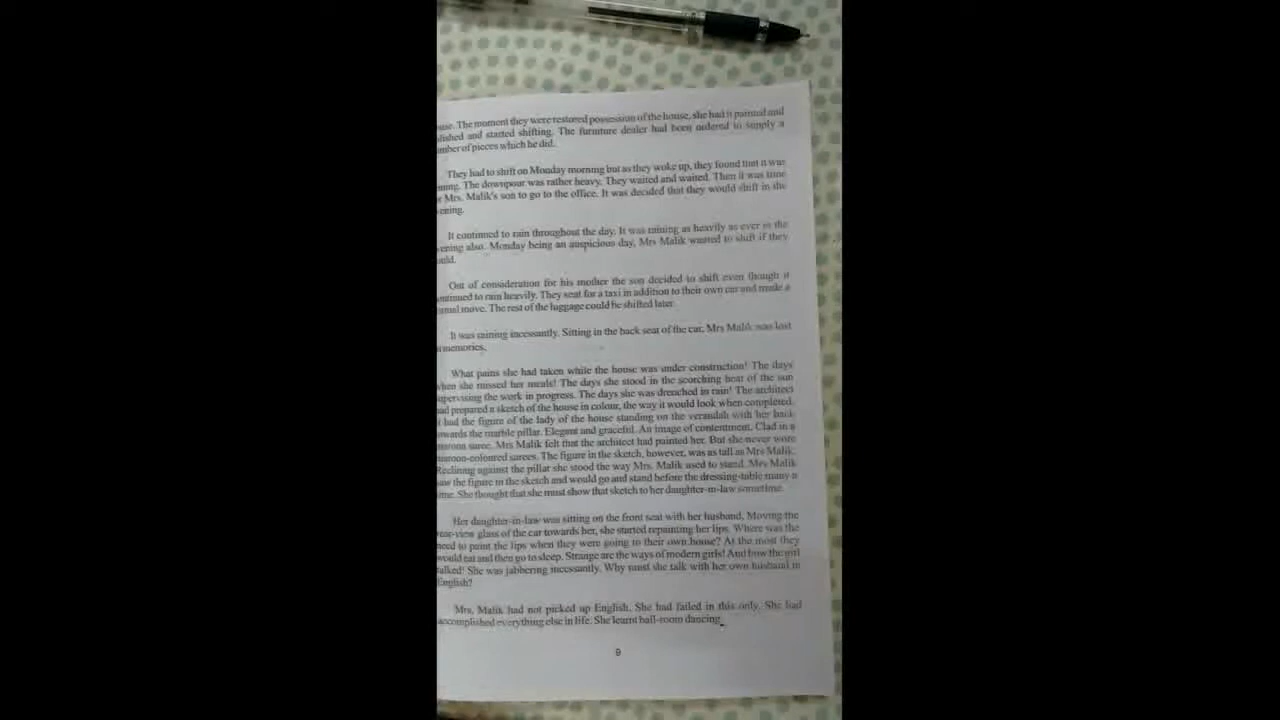 The moment they were restored possession of the house, she had it painted and
and started shifting. The furniture dealer had been ordered to supply a
of pieces which he did.
They had to shift on Monday morning but as they woke up, they found that it was
The downpour was rather heavy. They waited and waited. Then it was time
Mrs. Malik's son to go to the office. It was decided that they would shift in the
It continued to rain throughout the day. It was raining as heavily as ever in the
also. Monday being an auspicious day, Mrs Malik wanted to shift if they
Out of consideration for his mother the son decided to shift even though it
to rain heavily. They sent for a taxi in addition to their own car and made a
move. The rest of the luggage could be shifted later.
It was raining incessantly. Sitting in the back seat of the car, Mrs Malik was lost
memories.
What pains she had taken while the house was under construction! The days
when she missed her meals! The days she stood in the scorching heat of the sun
the work in progress. The days she was drenched in rain! The architect
had prepared a sketch of the house in colour, the way it would look when completed.
had the figure of the lady of the house standing on the verandah with her back
towards the marble pillar. Elegant and graceful. An image of contentment. Clad in a
saree. Mrs Malik felt that the architect had painted her. But she never wore
maroon-coloured sarees. The figure in the sketch, however, was as tall as Mrs Malik.
Reclining against the pillar she stood the way Mrs. Malik used to stand. Mrs Malik
saw the figure in the sketch and would go and stand before the dressing-table many a
time. She thought that she must show that sketch to her daughter-in-law sometime.
Her daughter-in-law was sitting on the front seat with her husband. Moving the
rear-view glass of the car towards her, she started repainting her lips. Where was the
need to paint the lips when they were going to their own house? At the most they
would eat and then go to sleep. Strange are the ways of modern girls! And how the girl
talked! She was jabbering incessantly. Why must she talk with her own husband in
English?
Mrs. Malik had not picked up English. She had failed in this only. She had
accomplished everything else in life. She learnt ball-room dancing
9